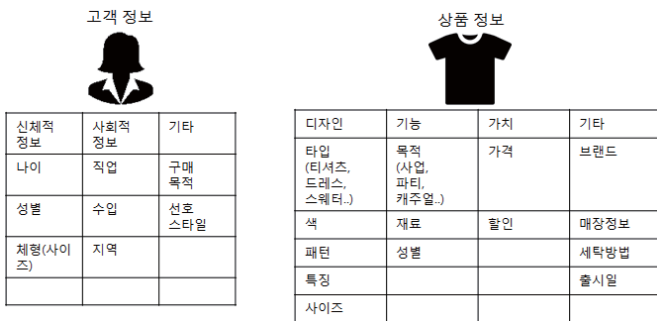 고객 정보
신체적
정보
사회적
정보
기타
나이
직업
구매
목적
성별
수입
선호
스타일
체형(사이
즈)
지역
상품 정보
디자인
기능
가치
기타
타입
(티셔츠,
드레스,
스웨터..)
목적
(사업,
파티,
캐주얼..)
가격
브랜드
색
재료
할인
매장정보
패턴
성별
세탁방법
특징
출시일
사이즈